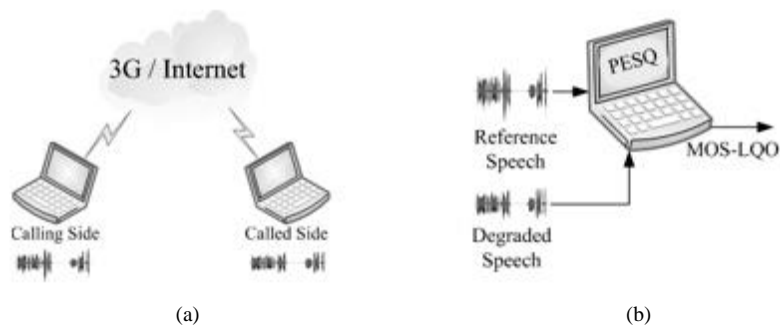 3G / Internet
Calling Side
Called Side
(a)
PESQ
Reference
Speech
MOS-LQO
Degraded
Speech
(b)